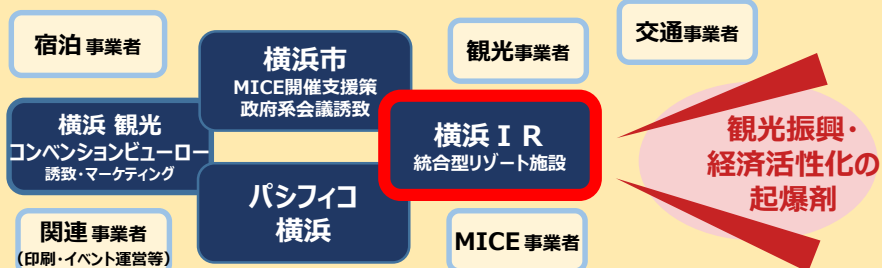 宿泊事業者
横浜市
MICE開催支援策
政府系会議誘致
観光事業者
交通事業者
横浜 観光
コンベンションビューロー
誘致・マーケティング
横浜ＩＲ
統合型リゾート施設
観光振興・
経済活性化の
起爆剤
パシフィコ
横浜
関連事業者
(印刷・イベント運営等)
MICE事業者